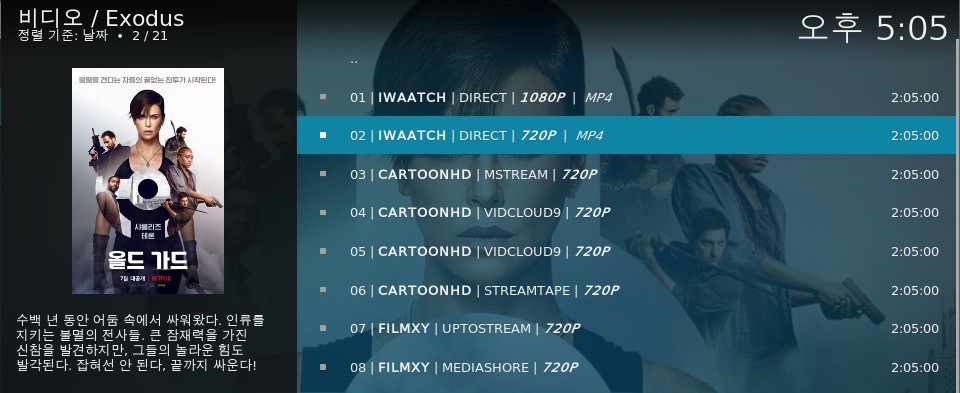 비디오 / Exodus
정렬 기준: 날짜 • 2 / 21
오후 5:05
불멸을 견디는 자들의 끝없는 전투가 시작된다!
샤를리즈
테론
올드 가드
7월 대공개 NETFLIX
수백 년 동안 어둠 속에서 싸워왔다. 인류를
지키는 불멸의 전사들. 큰 잠재력을 가진
신참을 발견하지만, 그들의 놀라운 힘도
발각된다. 잡혀선 안 된다, 끝까지 싸운다!
..
01 | IWAATCH | DIRECT | 1080P | MP4 2:05:00
02 | IWAATCH | DIRECT | 720P | MP4 2:05:00
03 | CARTOONHD | MSTREAM | 720P 2:05:00
04 | CARTOONHD | VIDCLOUD9 | 720P 2:05:00
05 | CARTOONHD | VIDCLOUD9 | 720P 2:05:00
06 | CARTOONHD | STREAMTAPE | 720P 2:05:00
07 | FILMXY | UPTOSTREAM | 720P 2:05:00
08 | FILMXY | MEDIASHORE | 720P 2:05:00